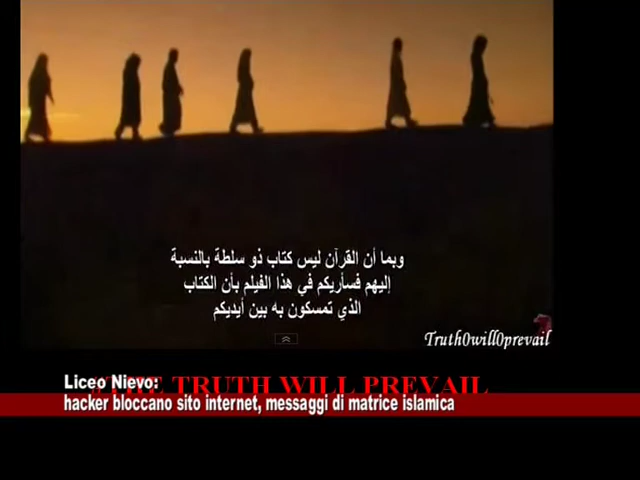 وبما أن القرآن ليس كتاب ذو سلطة بالنسبة
إليهم فسأريكم في هذا الفيلم بأن الكتاب
الذي تمسكون به بين أيديكم
Truth0will0prevail
THE TRUTH WILL PREVAIL
Liceo Nievo:
hacker bloccano sito internet, messaggi di matrice islamica